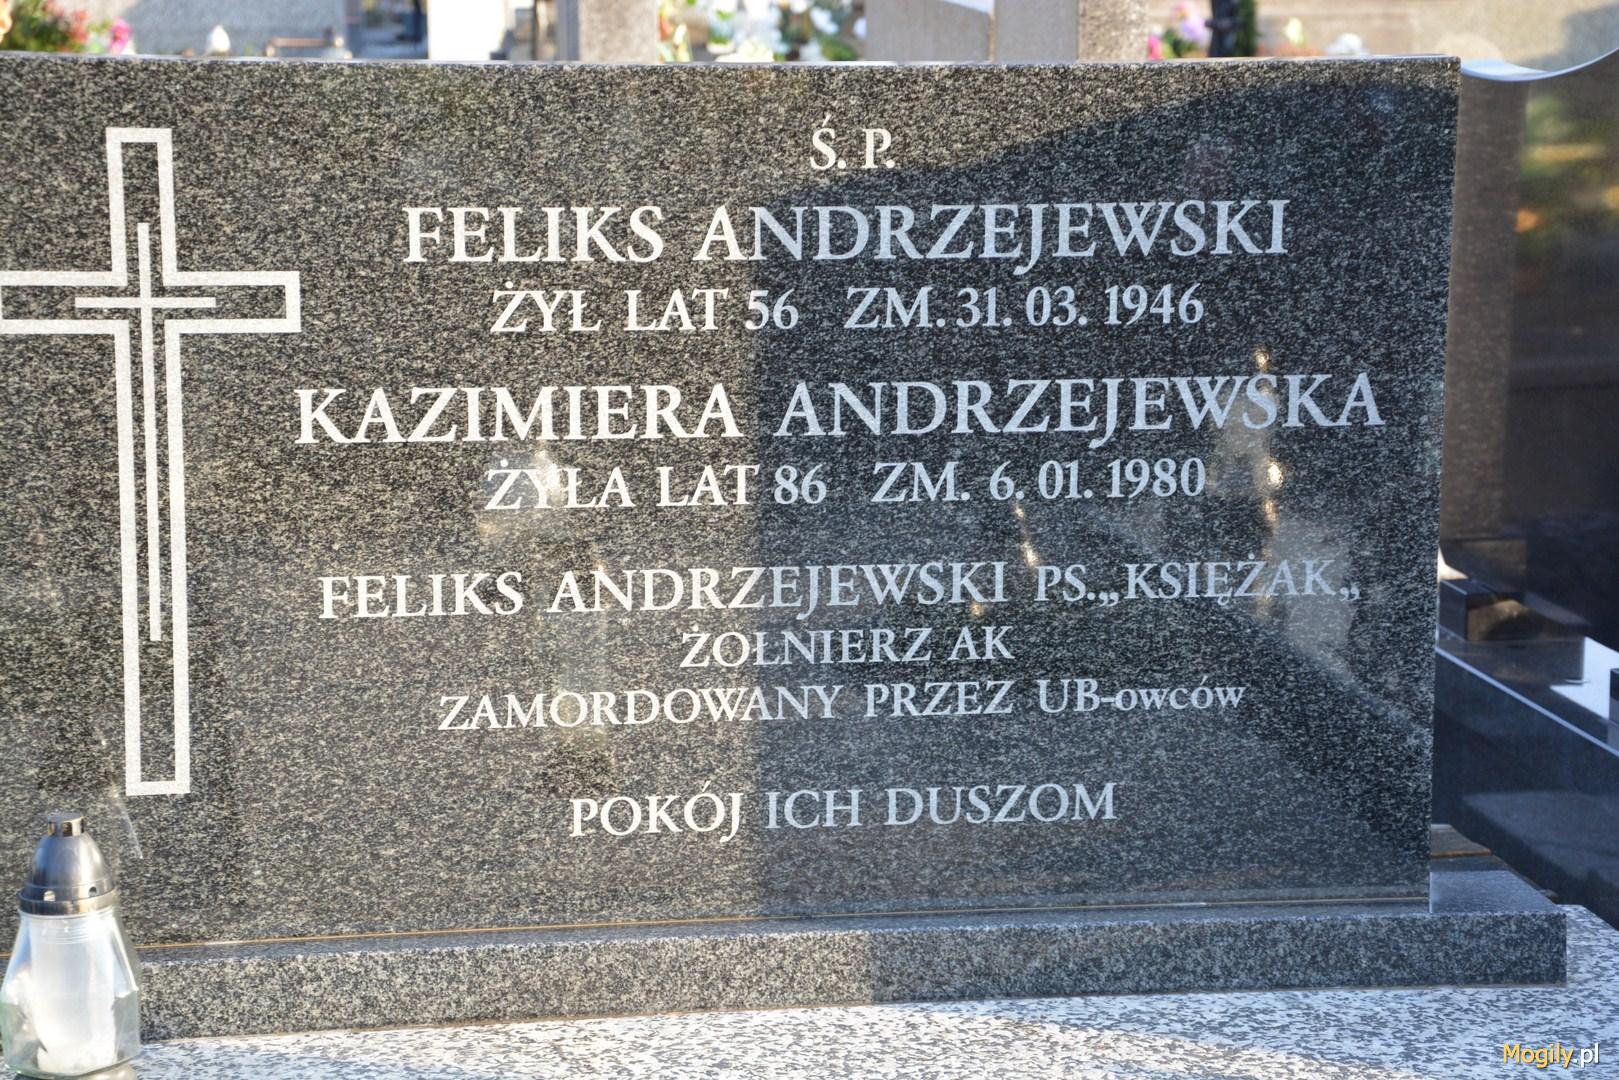 Ś. P.
FELIKS ANDRZEJEWSKI
ŻYŁ LAT 56 ZM. 31. 03. 1946
KAZIMIERA ANDRZEJEWSKA
ŻYŁA LAT 86 ZM. 6. 01. 1980
FELIKS ANDRZEJEWSKI PS.„KSIĘŻAK„
ŻOŁNIERZ AK
ZAMORDOWANY PRZEZ UB-owców
POKÓJ ICH DUSZOM
Mogily.pl